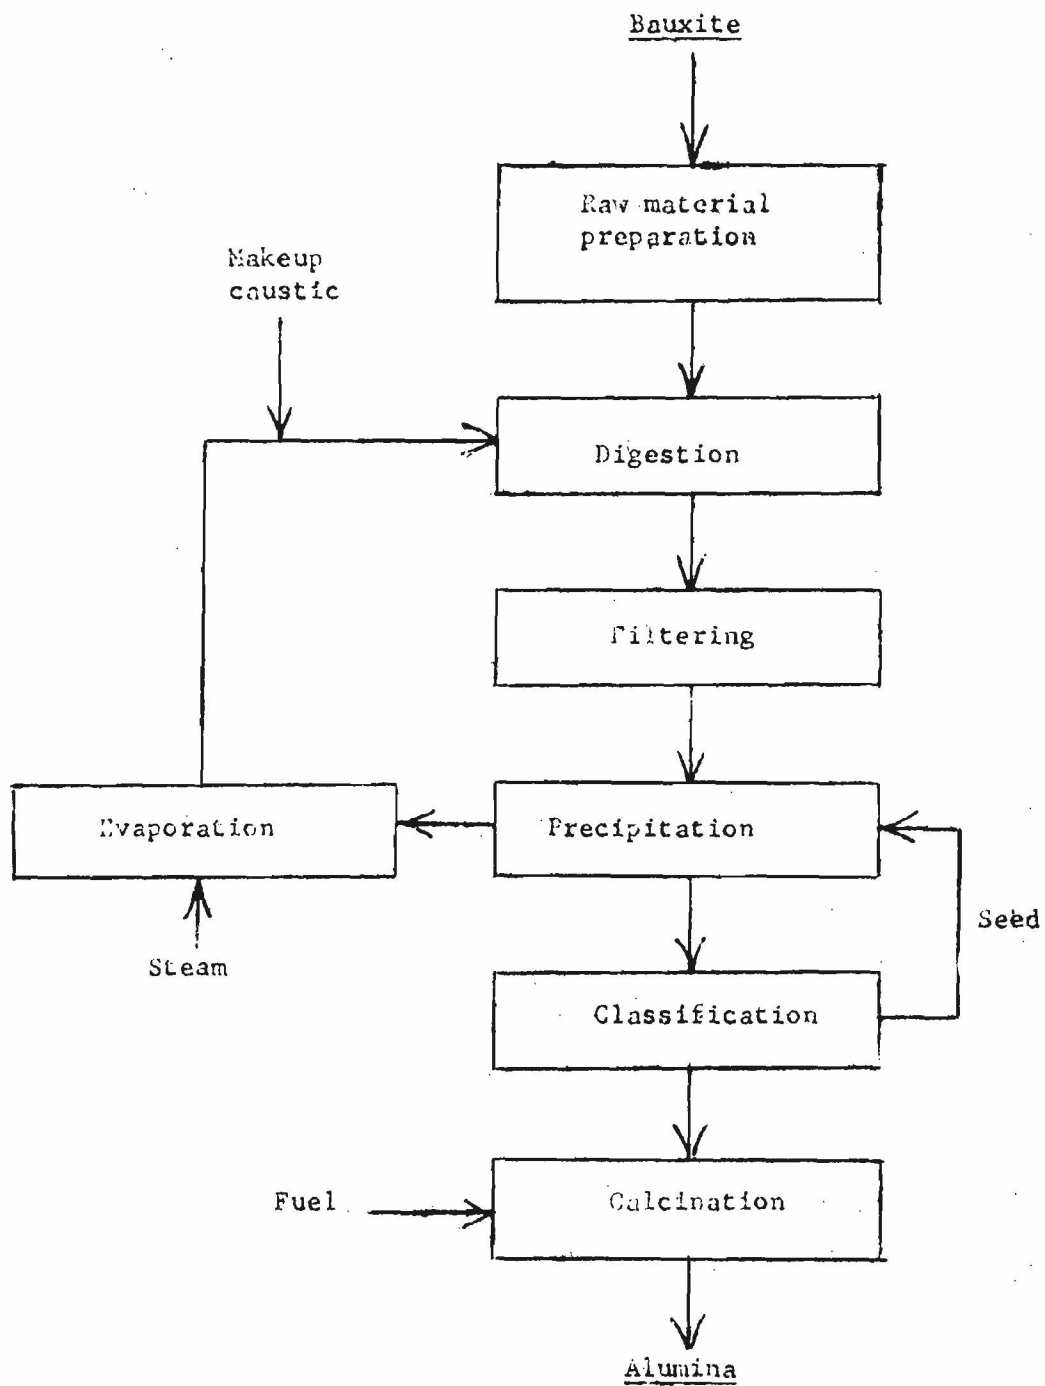 Bauxite
Raw material
preparation
Makeup
caustic
Digestion
Filtering
Evaporation
Precipitation
Seed
Steam
Classification
Fuel
Calcination
Alumina